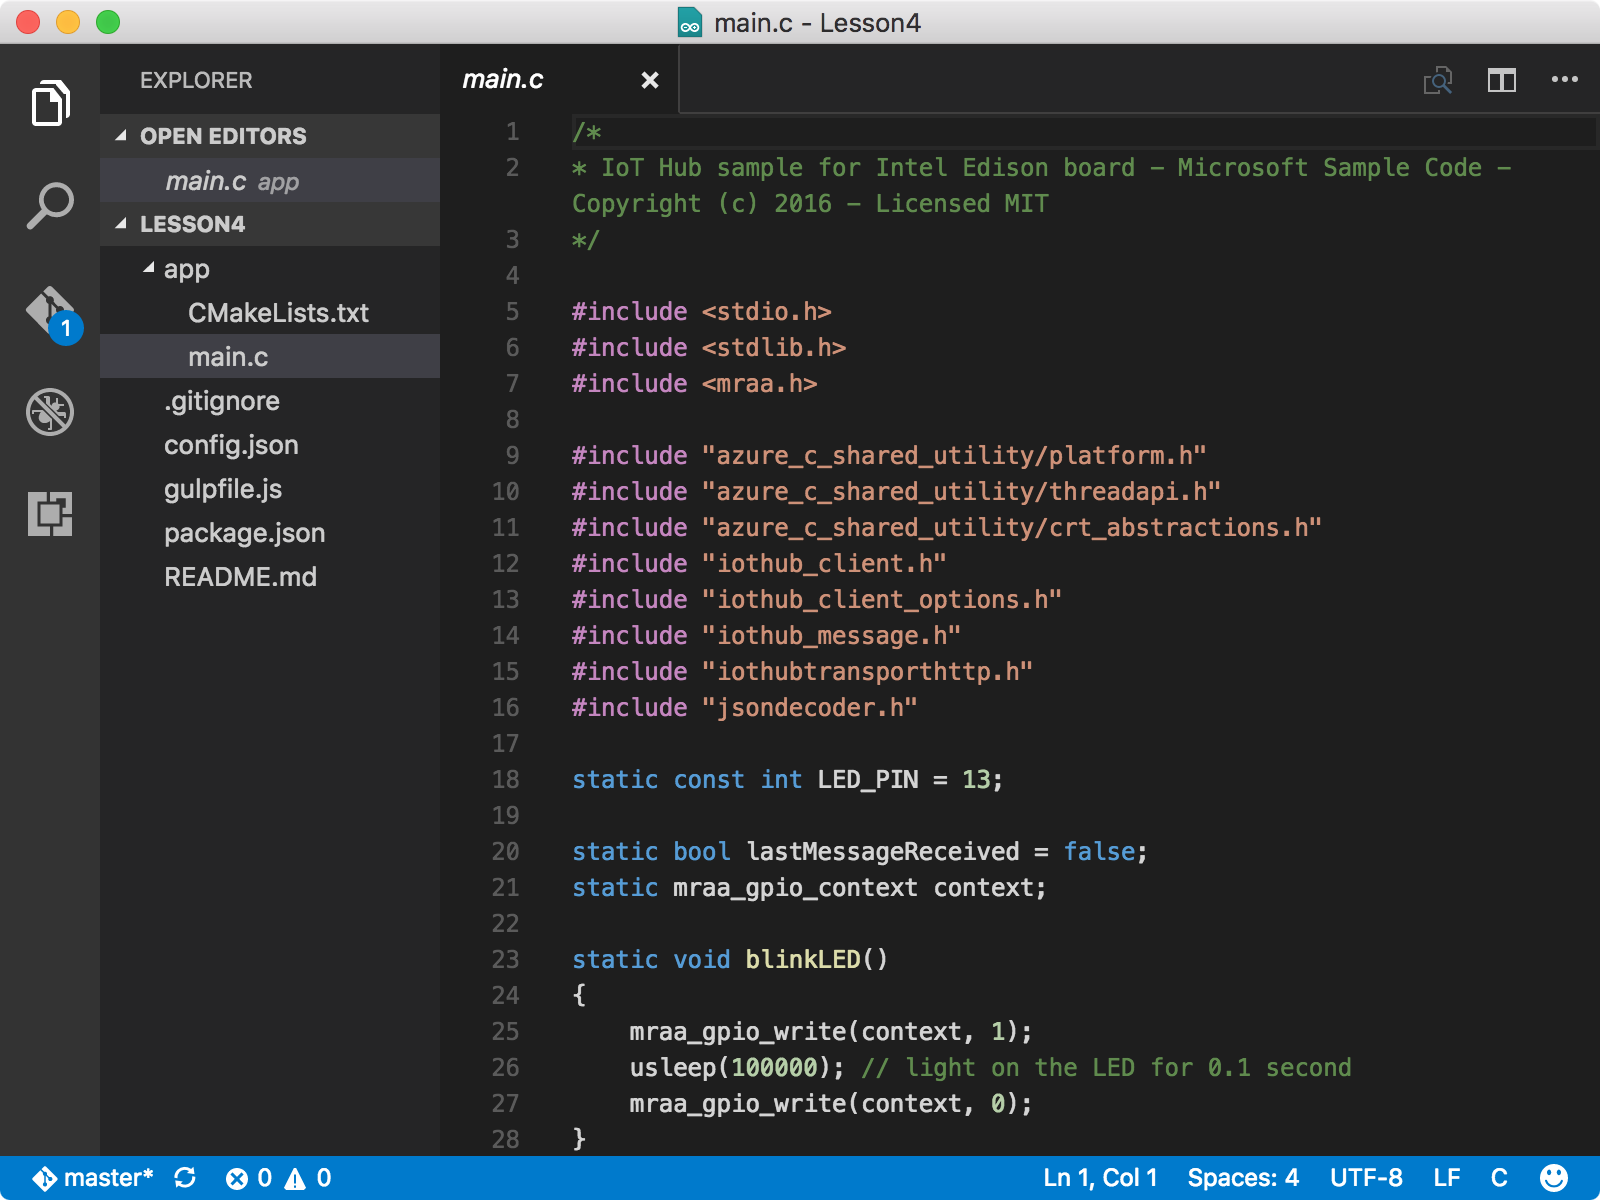 main.c - Lesson4
EXPLORER
OPEN EDITORS
main.c app
LESSON4
app
CMakeLists.txt
main.c
.gitignore
config.json
gulpfile.js
package.json
README.md
1
main.c
1 /*
2 * IoT Hub sample for Intel Edison board - Microsoft Sample Code -
Copyright (c) 2016 - Licensed MIT
3 */
4
5 #include <stdio.h>
6 #include <stdlib.h>
7 #include <mraa.h>
8
9 #include "azure_c_shared_utility/platform.h"
10 #include "azure_c_shared_utility/threadapi.h"
11 #include "azure_c_shared_utility/crt_abstractions.h"
12 #include "iothub_client.h"
13 #include "iothub_client_options.h"
14 #include "iothub_message.h"
15 #include "iothubtransporthttp.h"
16 #include "jsondecoder.h"
17
18 static const int LED_PIN = 13;
19
20 static bool lastMessageReceived = false;
21 static mraa_gpio_context context;
22
23 static void blinkLED()
24 {
25     mraa_gpio_write(context, 1);
26     usleep(100000); // light on the LED for 0.1 second
27     mraa_gpio_write(context, 0);
28 }
master* 0 0 Ln 1, Col 1 Spaces: 4 UTF-8 LF C